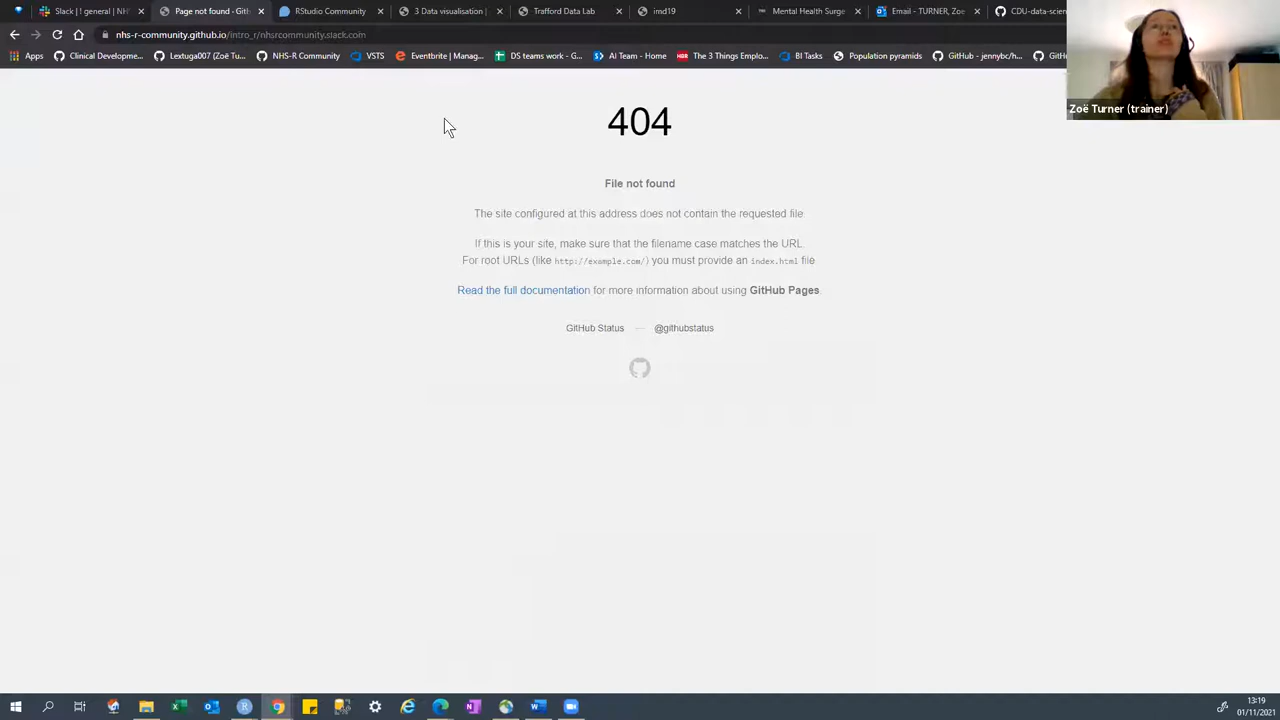 Slack | ! general | NH
Page not found · Git
RStudio Community
3 Data visualisation |
Trafford Data Lab
imd19
Mental Health Surge
Email - TURNER, Zoe
CDU-data-scien
nhs-r-community.github.io/intro_r/nhsrcommunity.slack.com
Apps
Clinical Developme...
Lextuga007 (Zoë Tu...
NHS-R Community
VSTS
Eventbrite | Manag...
DS teams work - G...
AI Team - Home
The 3 Things Emplo...
BI Tasks
Population pyramids
GitHub - jennybc/h...
GitH
Zoë Turner (trainer)
404
File not found
The site configured at this address does not contain the requested file
If this is your site, make sure that the filename case matches the URL.
For root URLs (like http://example.com/) you must provide an index.html file
Read the full documentation for more information about using GitHub Pages.
GitHub Status — @githubstatus
13:19
01/11/2021